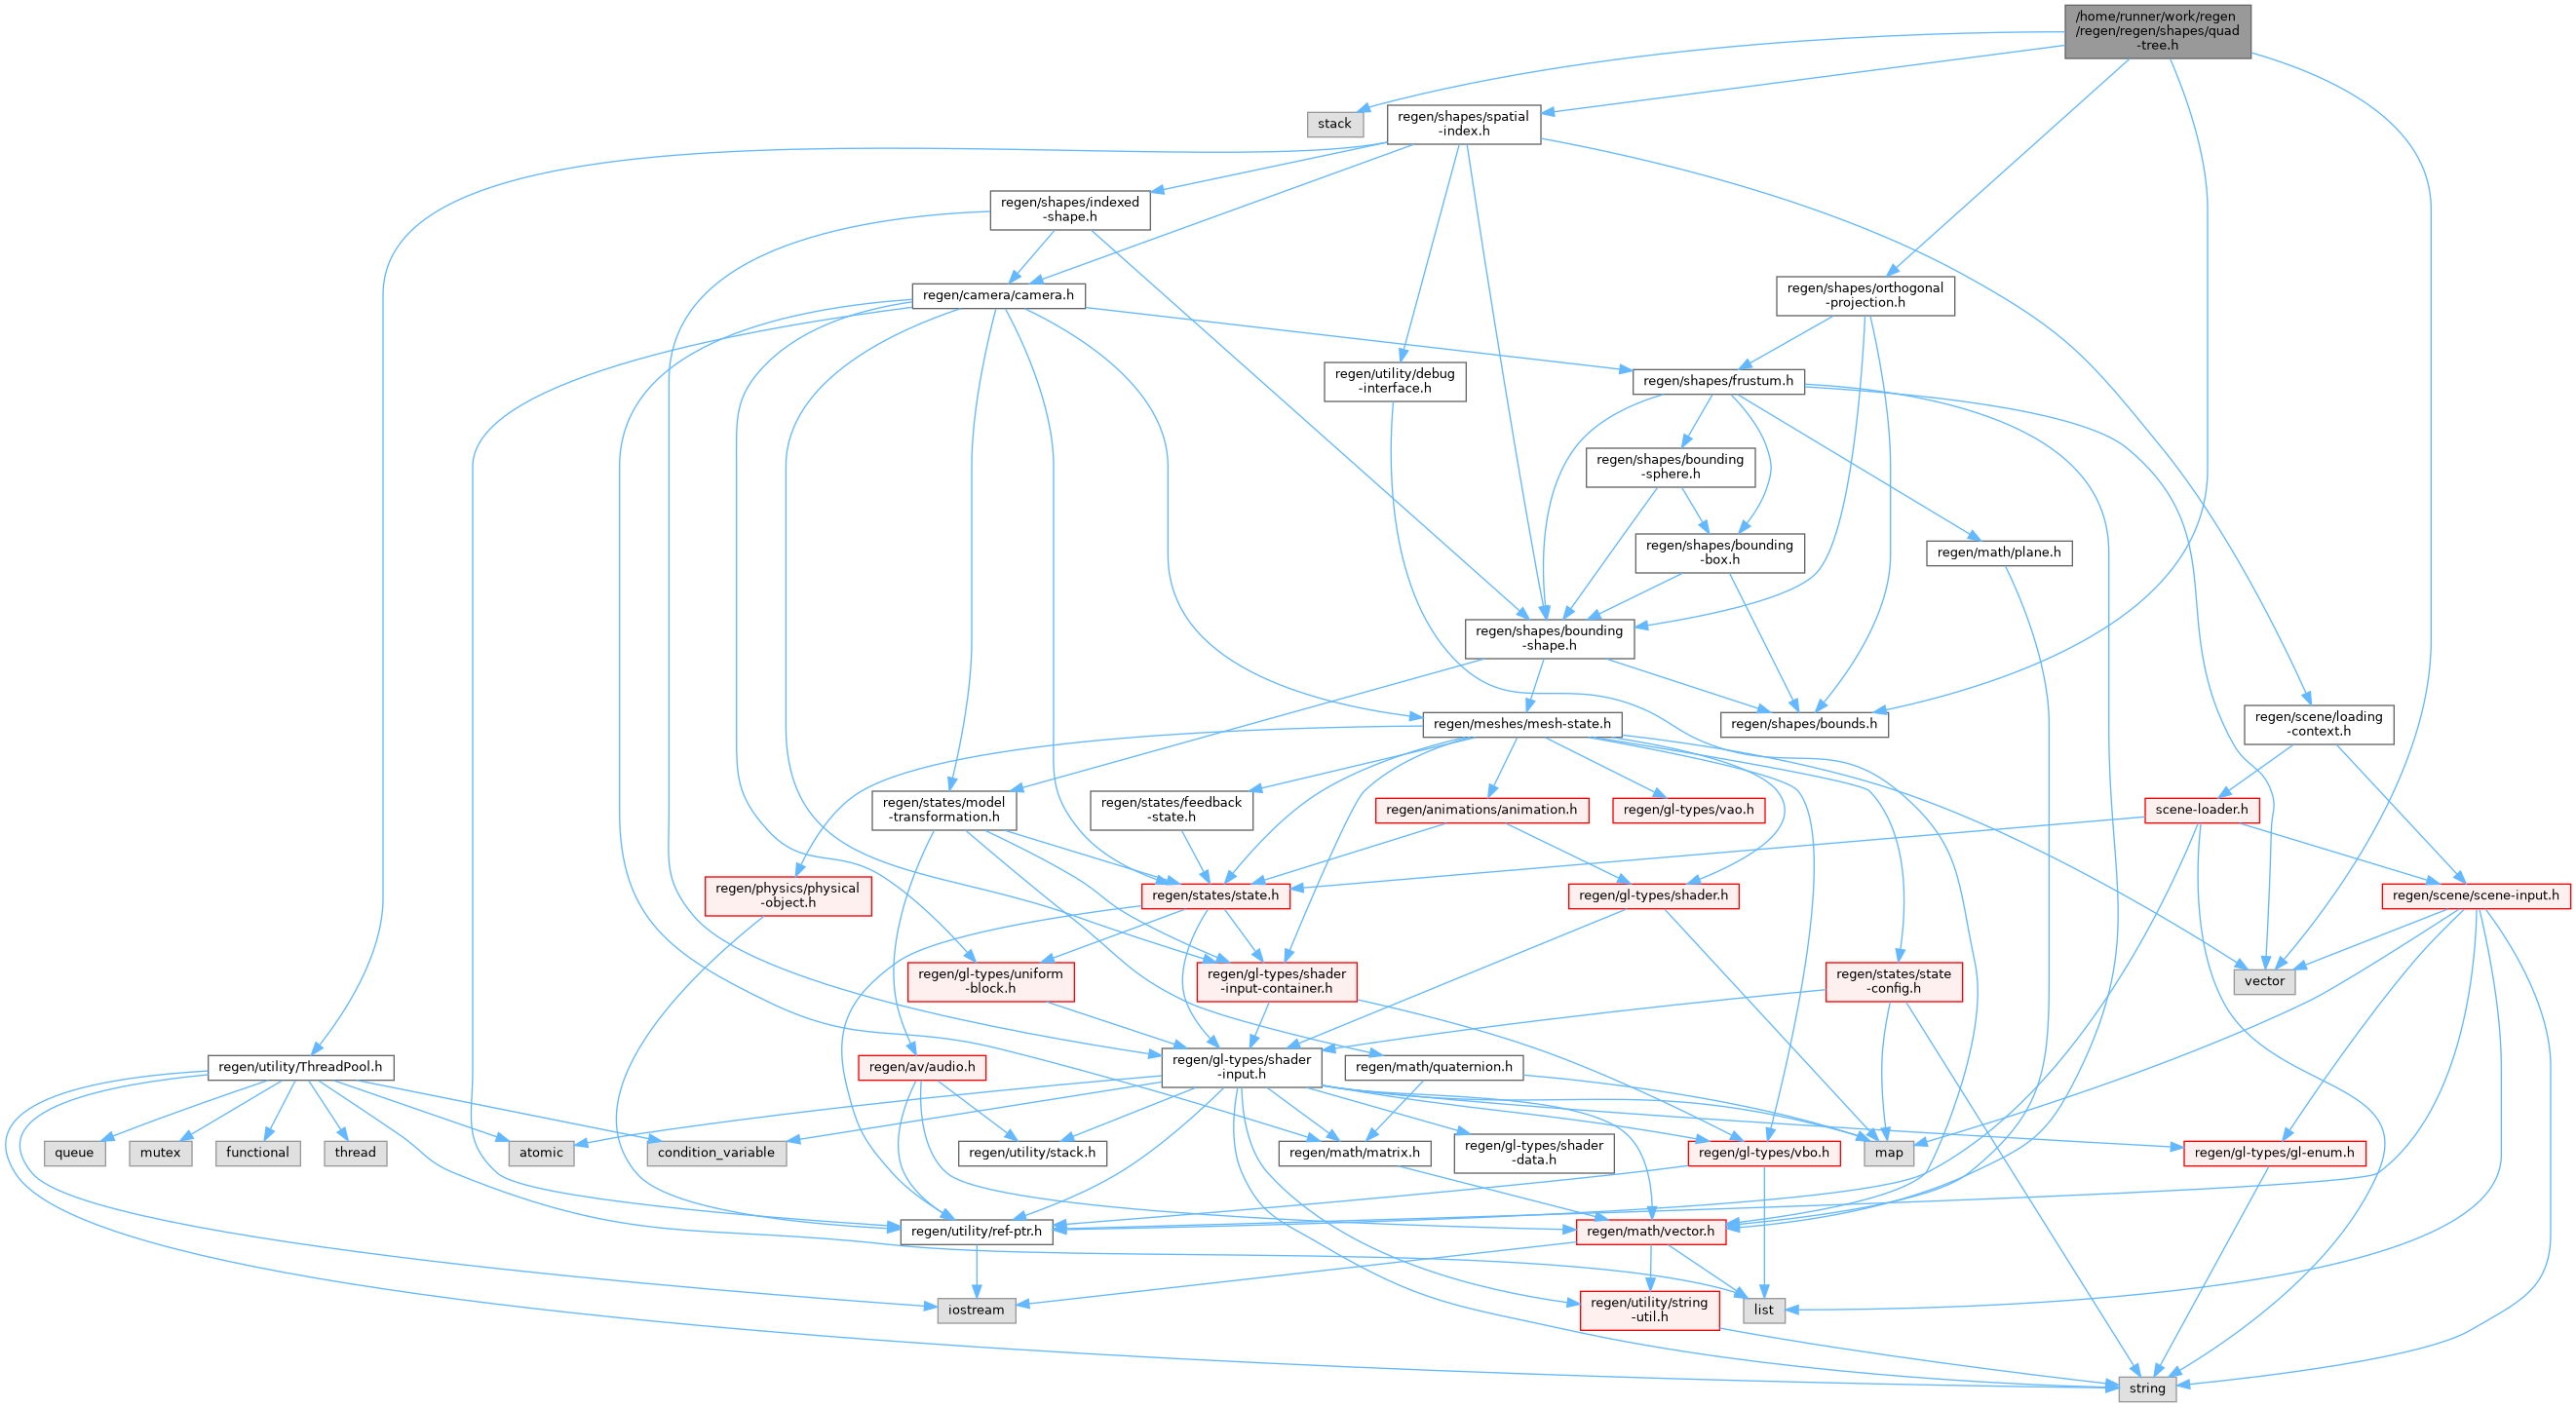 /home/runner/work/regen
/regen/regen/shapes/quad
-tree.h
stack
regen/shapes/spatial
-index.h
regen/shapes/indexed
-shape.h
regen/camera/camera.h
regen/shapes/orthogonal
-projection.h
regen/utility/debug
-interface.h
regen/shapes/frustum.h
regen/shapes/bounding
-sphere.h
regen/shapes/bounding
-box.h
regen/math/plane.h
regen/shapes/bounding
-shape.h
regen/meshes/mesh-state.h
regen/shapes/bounds.h
regen/scene/loading
-context.h
regen/states/model
-transformation.h
regen/states/feedback
-state.h
regen/animations/animation.h
regen/gl-types/vao.h
scene-loader.h
regen/physics/physical
-object.h
regen/states/state.h
regen/gl-types/shader.h
regen/scene/scene-input.h
regen/gl-types/uniform
-block.h
regen/gl-types/shader
-input-container.h
regen/states/state
-config.h
vector
regen/utility/ThreadPool.h
regen/av/audio.h
regen/gl-types/shader
-input.h
regen/math/quaternion.h
queue
mutex
functional
thread
atomic
condition_variable
regen/utility/stack.h
regen/math/matrix.h
regen/gl-types/shader
-data.h
regen/gl-types/vbo.h
map
regen/gl-types/gl-enum.h
regen/utility/ref-ptr.h
regen/math/vector.h
iostream
regen/utility/string
-util.h
list
string